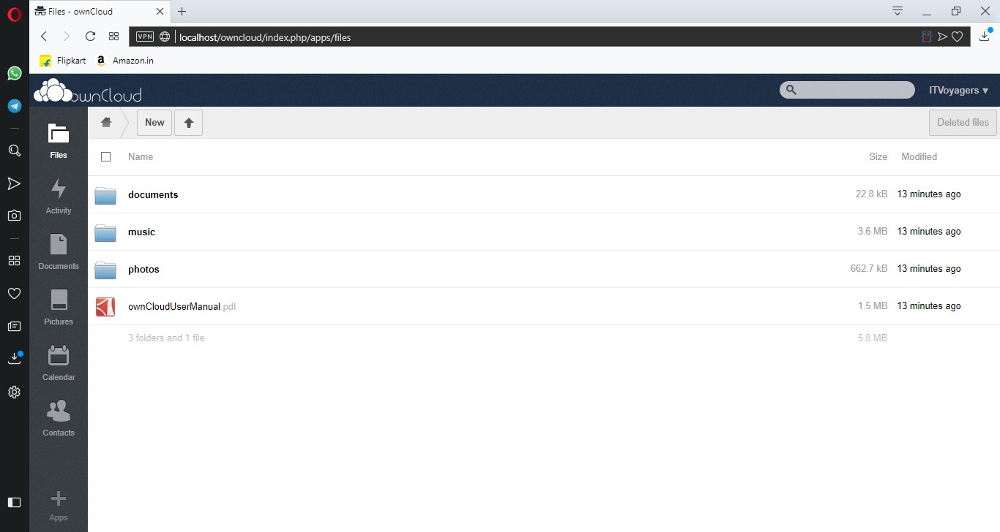 Files - ownCloud
VPN localhost/owncloud/index.php/apps/files
Flipkart a Amazon.in
ownCloud ITVoyagers ▼
New Deleted files
Files
Name Size Modified
documents 22.8 kB 13 minutes ago
Activity
music 3.6 MB 13 minutes ago
Documents
photos 662.7 kB 13 minutes ago
ownCloudUserManual.pdf 1.5 MB 13 minutes ago
Pictures
3 folders and 1 file 5.8 MB
Calendar
Contacts
Apps